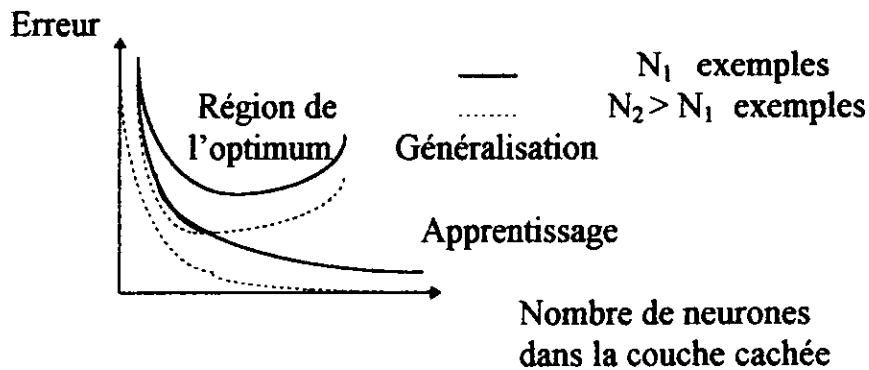 Erreur
N₁ exemples
N₂ > N₁ exemples
Région de
l'optimum
Généralisation
Apprentissage
Nombre de neurones
dans la couche cachée